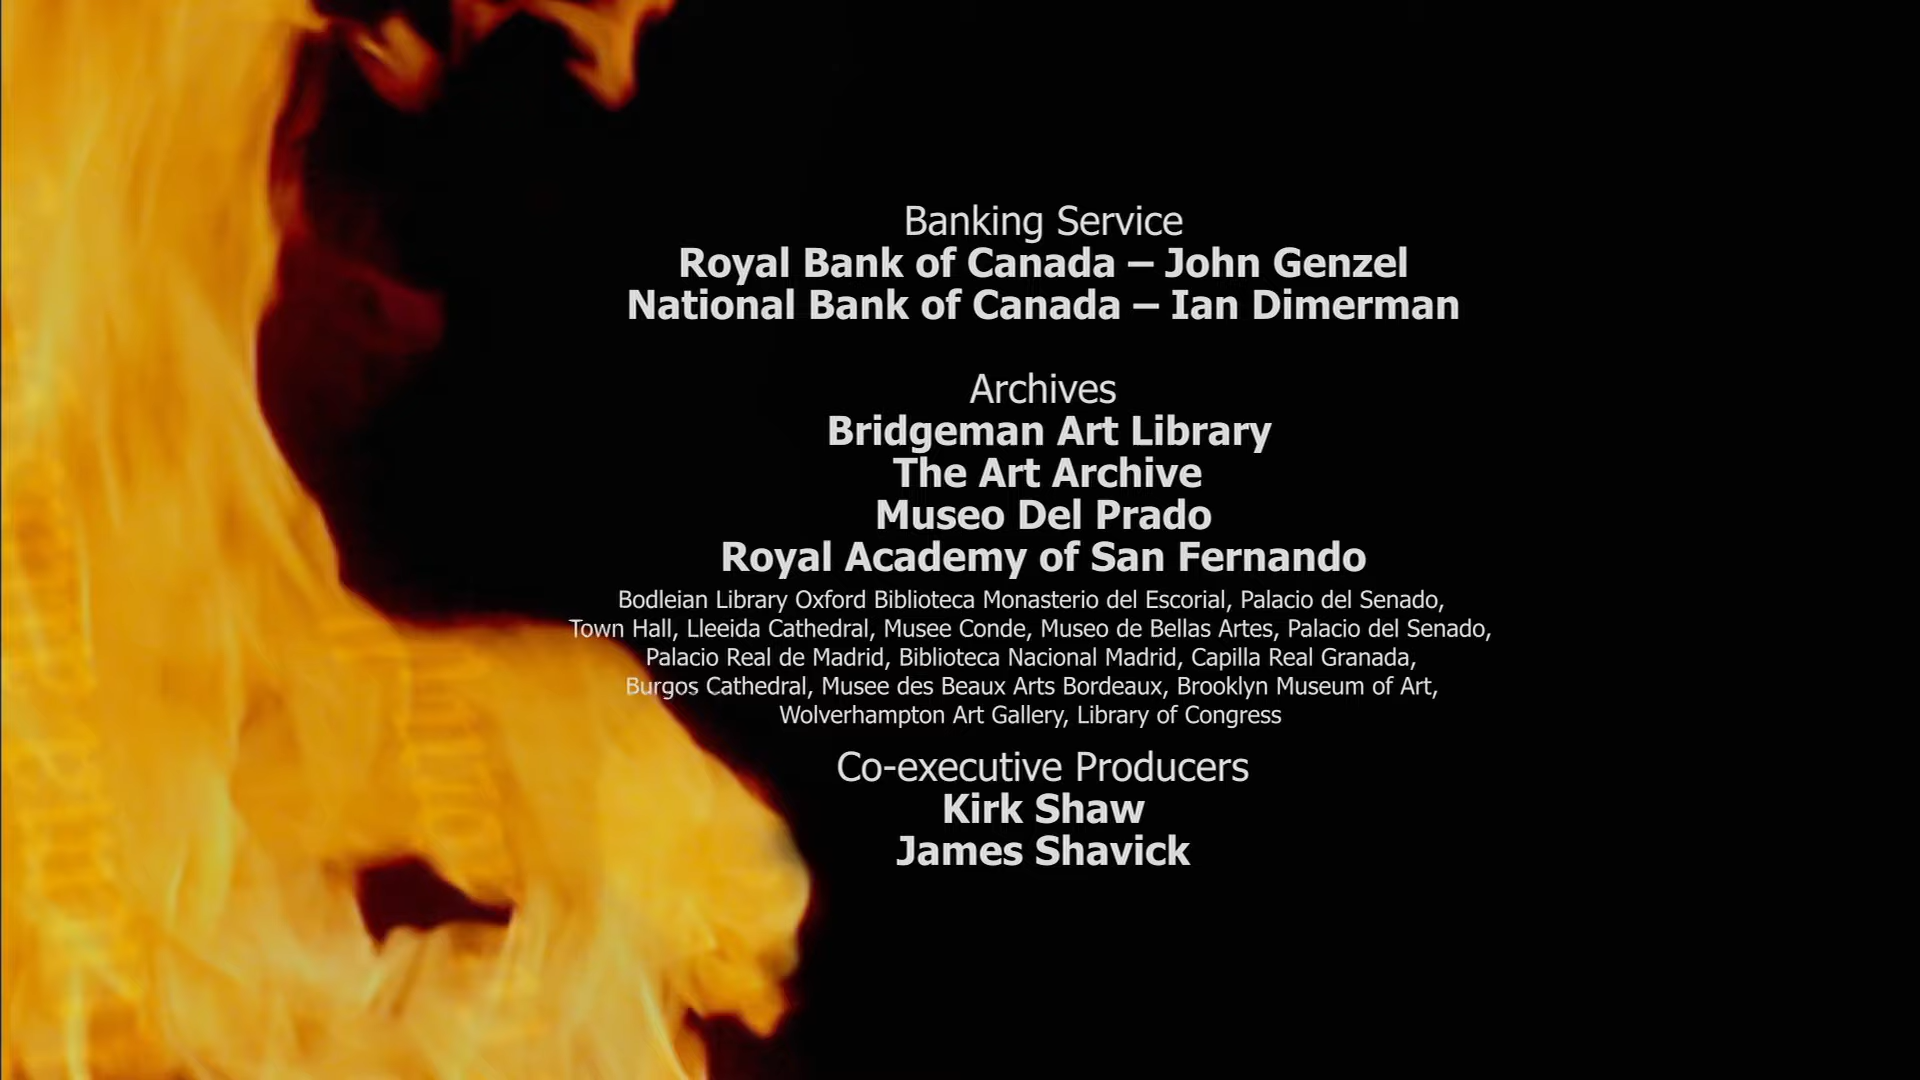 Banking Service
Royal Bank of Canada – John Genzel
National Bank of Canada – Ian Dimerman
Archives
Bridgeman Art Library
The Art Archive
Museo Del Prado
Royal Academy of San Fernando
Bodleian Library Oxford Biblioteca Monasterio del Escorial, Palacio del Senado,
Town Hall, Lleeida Cathedral, Musee Conde, Museo de Bellas Artes, Palacio del Senado,
Palacio Real de Madrid, Biblioteca Nacional Madrid, Capilla Real Granada,
Burgos Cathedral, Musee des Beaux Arts Bordeaux, Brooklyn Museum of Art,
Wolverhampton Art Gallery, Library of Congress
Co-executive Producers
Kirk Shaw
James Shavick